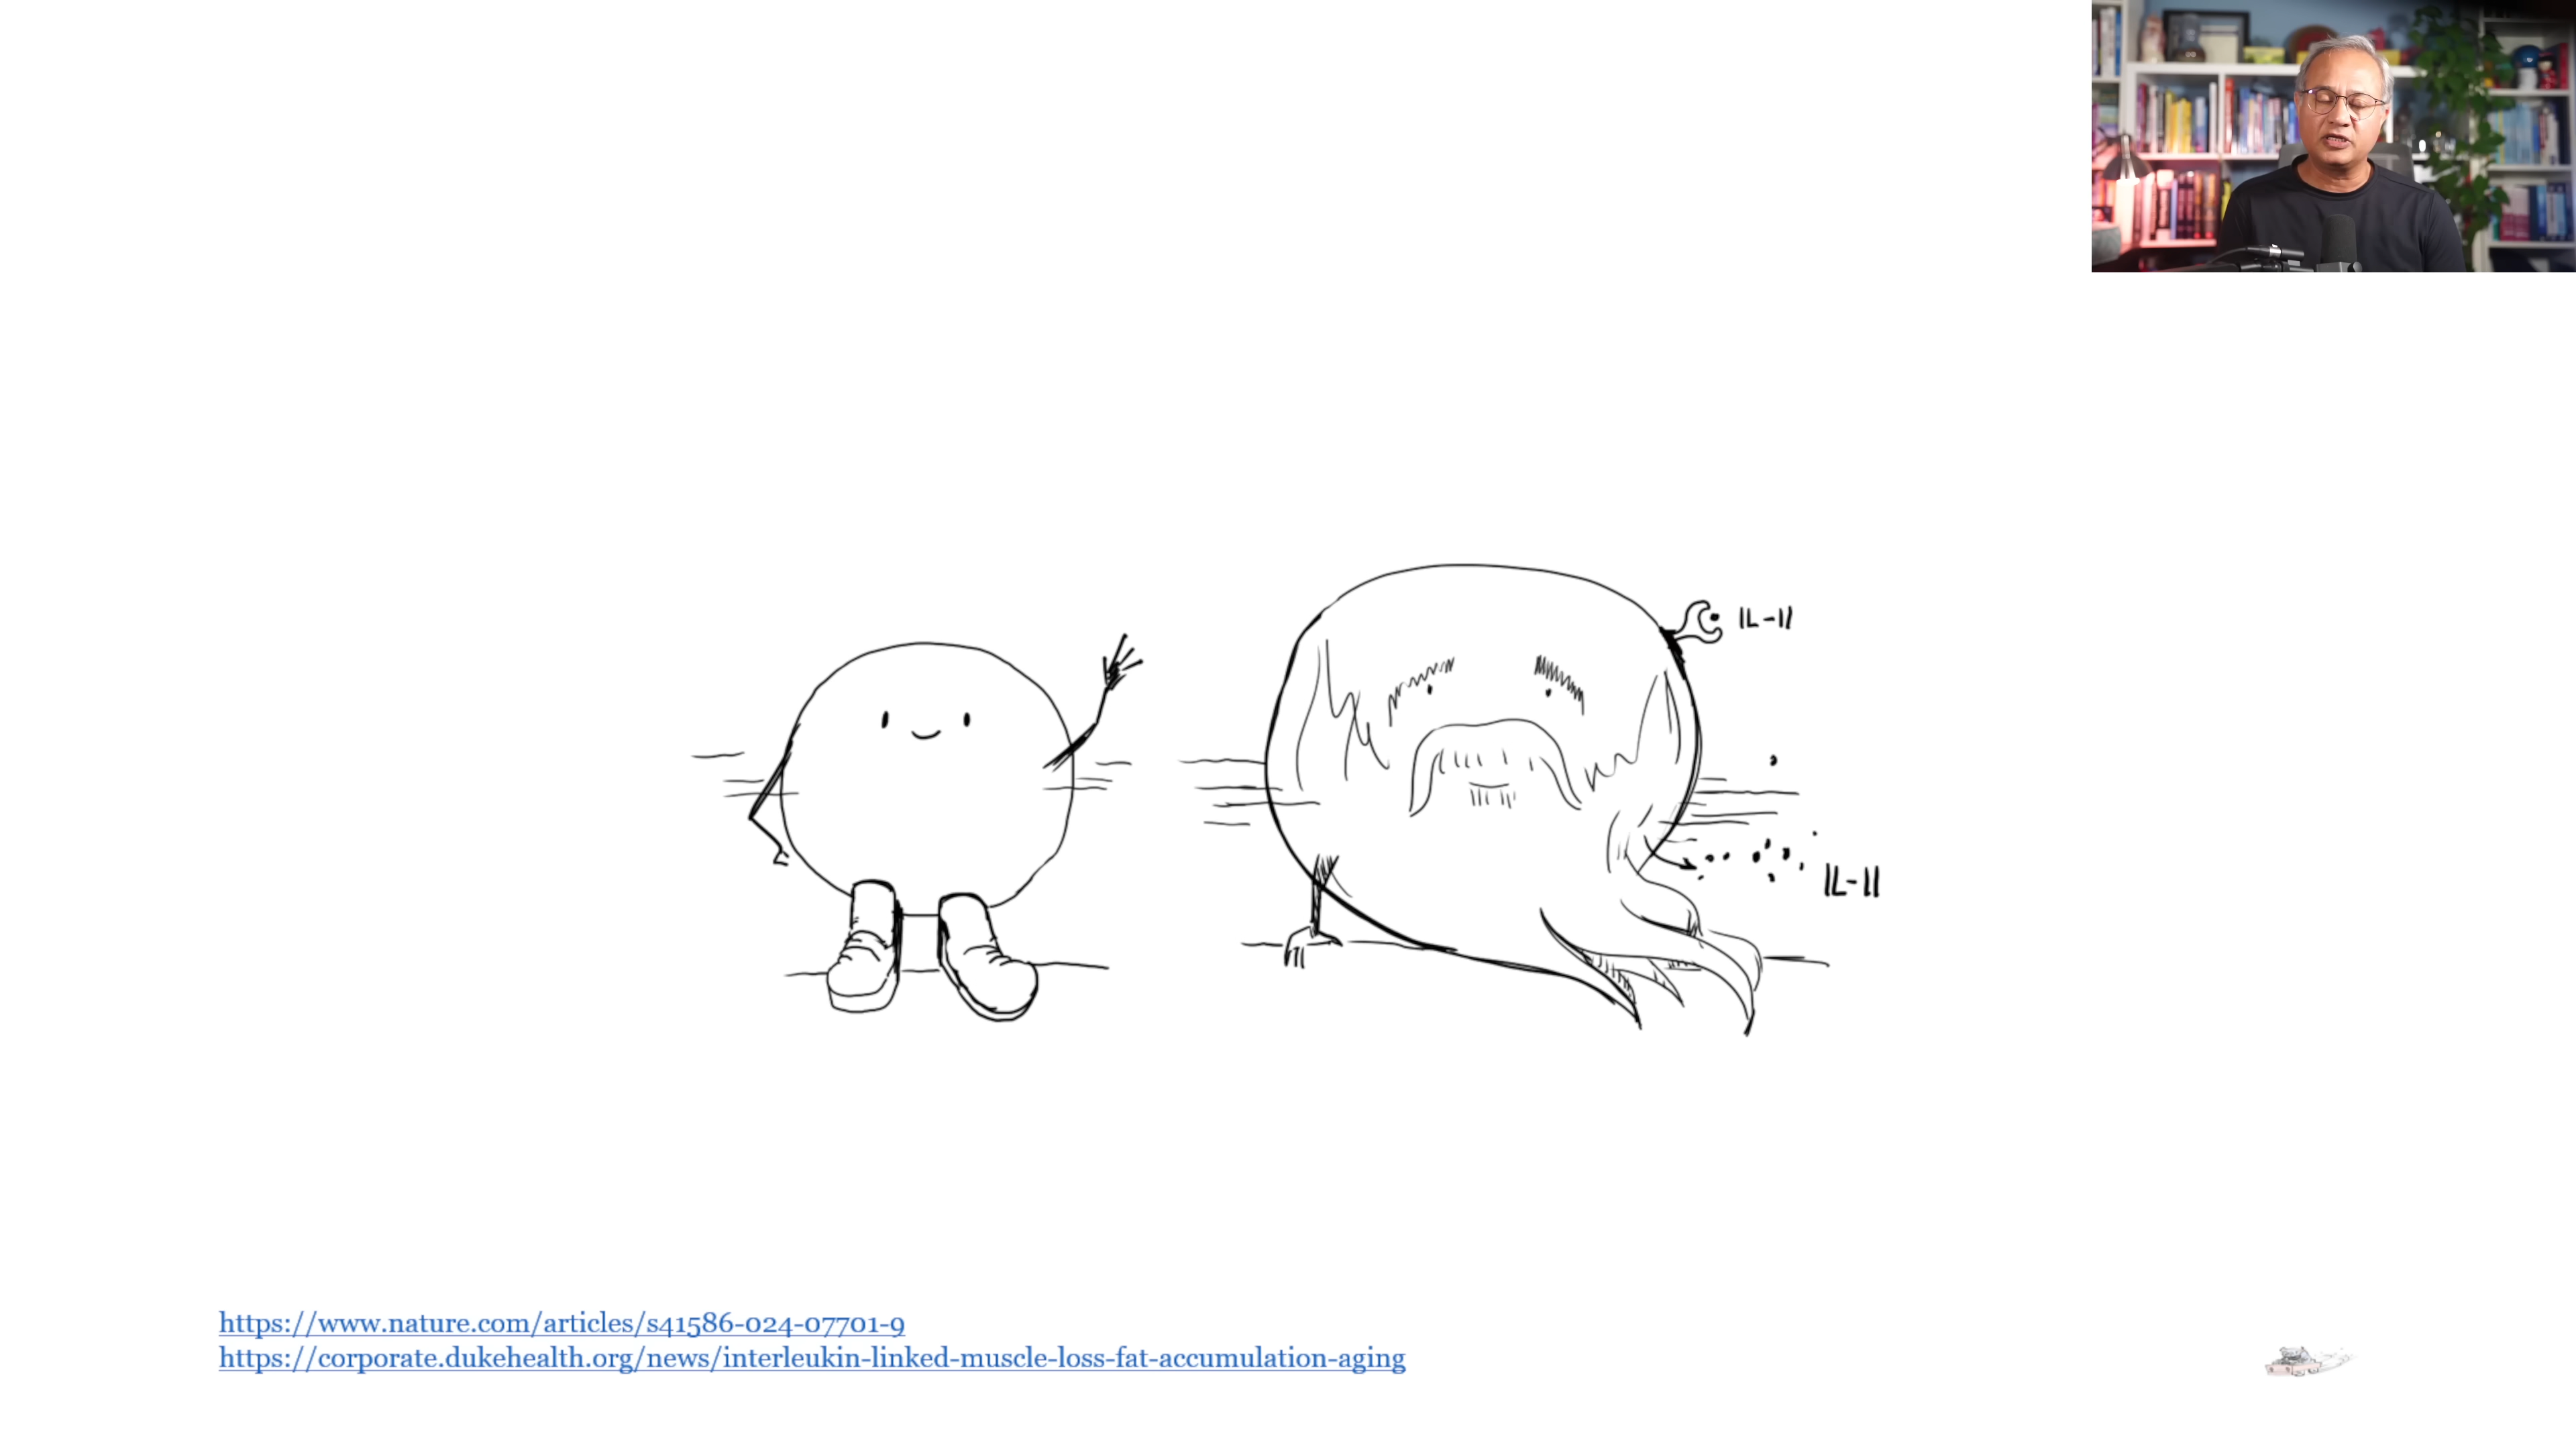 IL-11
IL-11
https://www.nature.com/articles/s41586-024-07701-9
https://corporate.dukehealth.org/news/interleukin-linked-muscle-loss-fat-accumulation-aging